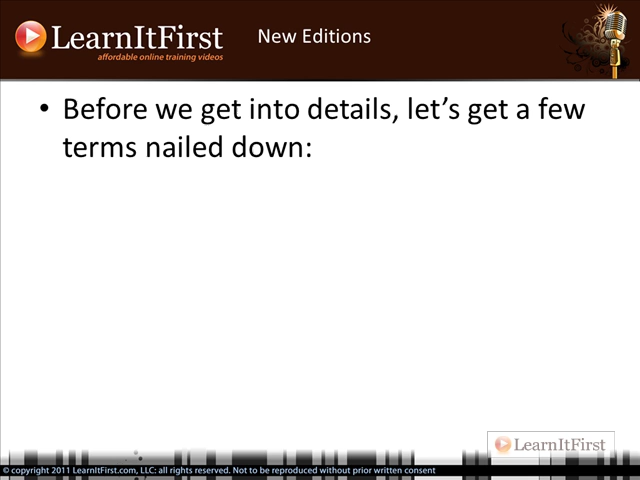 LearnItFirst
affordable online training videos
New Editions
• Before we get into details, let’s get a few
terms nailed down:
LearnItFirst
© copyright 2011 LearnItFirst.com, LLC: all rights reserved. Not to be reproduced without prior written consent